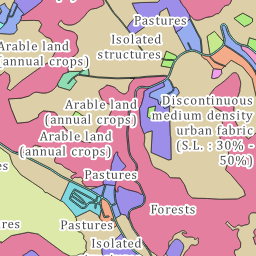 Pastures
Isolated
structures
Arable land
(annual crops)
Arable land
(annual crops)
Arable land
(annual crops)
Discontinuous
medium density
urban fabric
(S.L. : 30% -
50%)
Pastures
Forests
Pastures
Isolated